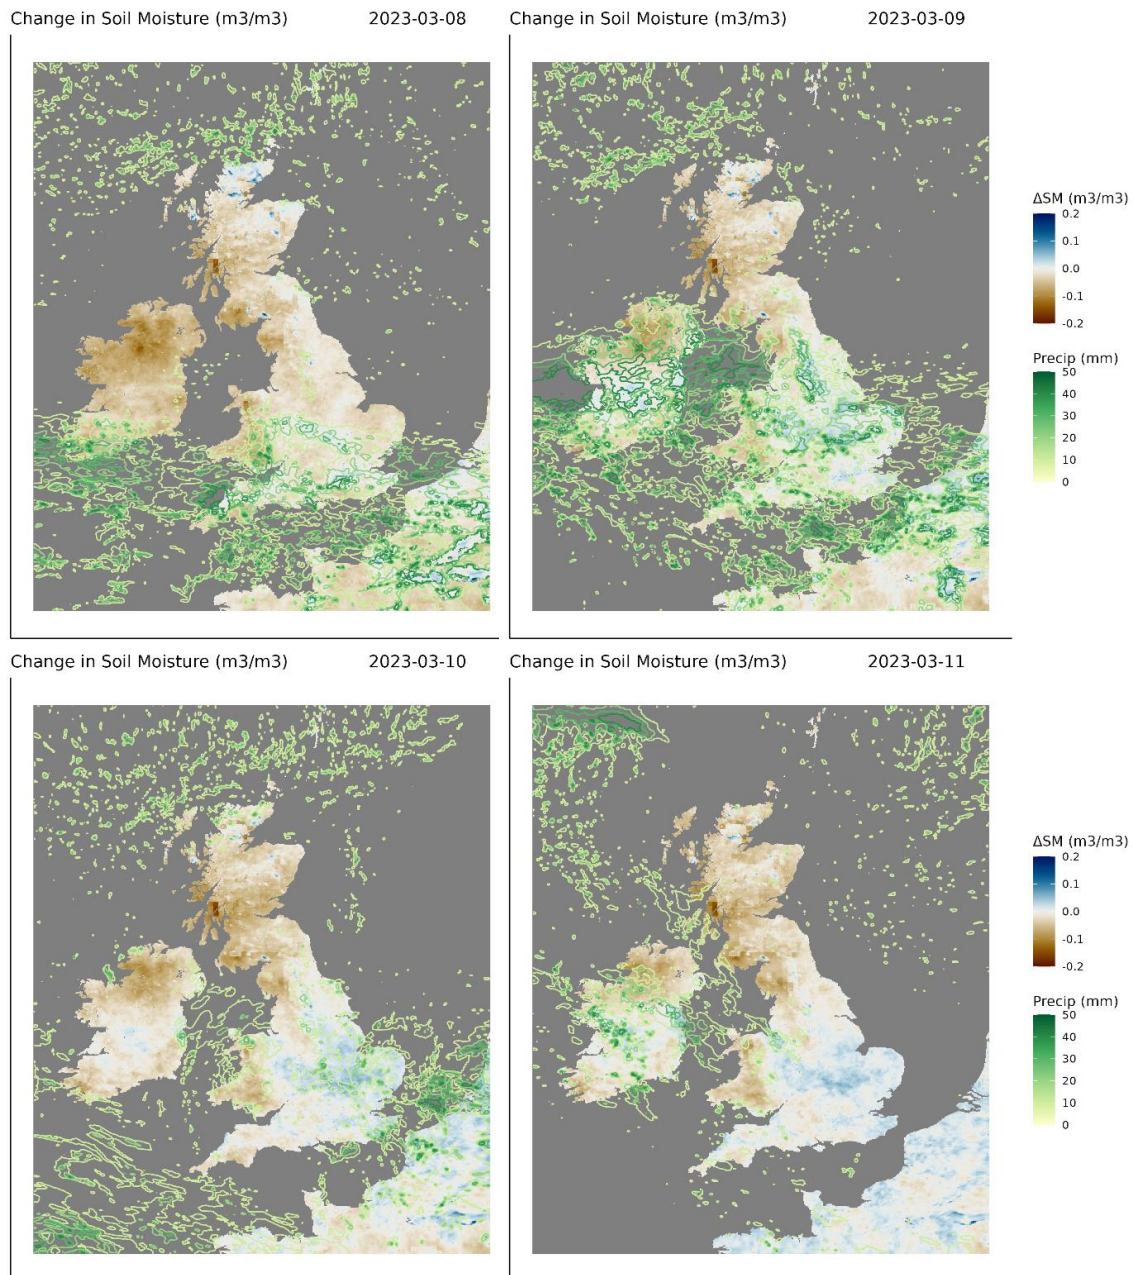 Change in Soil Moisture (m3/m3) 2023-03-08
Change in Soil Moisture (m3/m3) 2023-03-09
ΔSM (m3/m3)
0.2
0.1
0.0
-0.1
-0.2
Precip (mm)
50
40
30
20
10
0
Change in Soil Moisture (m3/m3) 2023-03-10
Change in Soil Moisture (m3/m3) 2023-03-11
ΔSM (m3/m3)
0.2
0.1
0.0
-0.1
-0.2
Precip (mm)
50
40
30
20
10
0